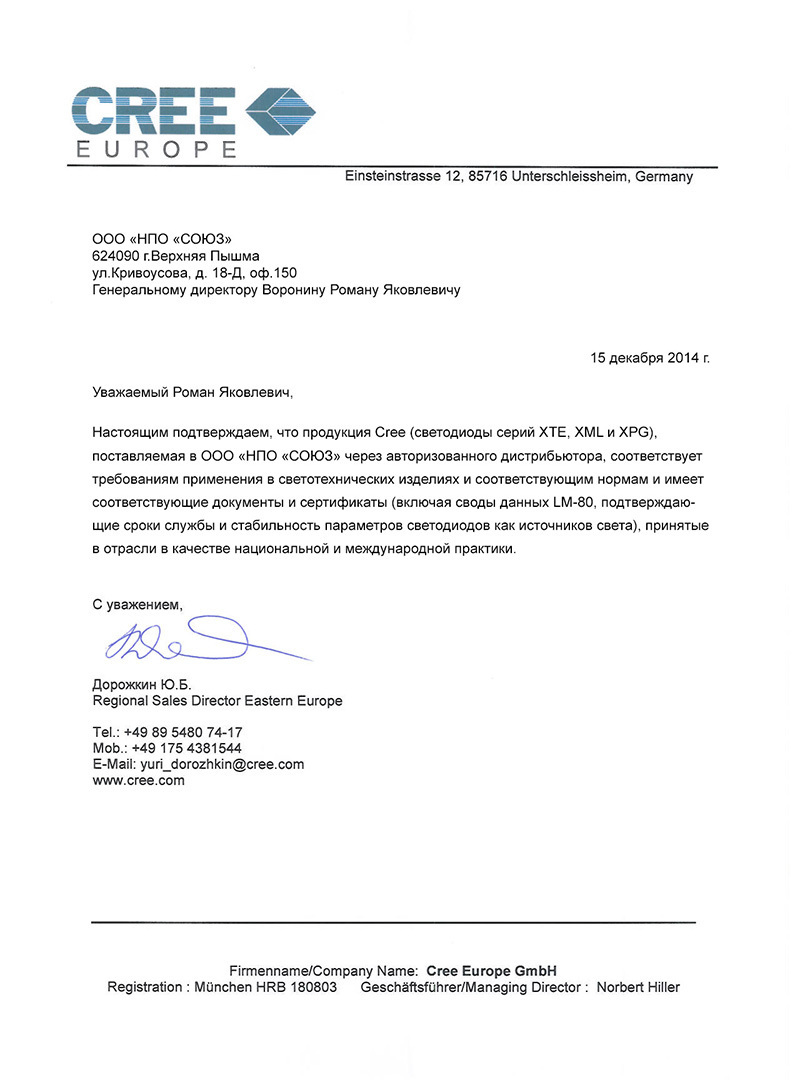 CREE
EUROPE
Einsteinstrasse 12, 85716 Unterschleissheim, Germany
ООО «НПО «СОЮЗ»
624090 г.Верхняя Пышма
ул.Кривоусова, д. 18-Д, оф.150
Генеральному директору Воронину Роману Яковлевичу
15 декабря 2014 г.
Уважаемый Роман Яковлевич,
Настоящим подтверждаем, что продукция Cree (светодиоды серий XTE, XML и XPG),
поставляемая в ООО «НПО «СОЮЗ» через авторизованного дистрибьютора, соответствует
требованиям применения в светотехнических изделиях и соответствующим нормам и имеет
соответствующие документы и сертификаты (включая своды данных LM-80, подтверждаю-
щие сроки службы и стабильность параметров светодиодов как источников света), принятые
в отрасли в качестве национальной и международной практики.
С уважением,
Дорожкин Ю.Б.
Regional Sales Director Eastern Europe
Tel.: +49 89 5480 74-17
Mob.: +49 175 4381544
E-Mail: yuri_dorozhkin@cree.com
www.cree.com
Firmenname/Company Name: Cree Europe GmbH
Registration : München HRB 180803 Geschäftsführer/Managing Director : Norbert Hiller